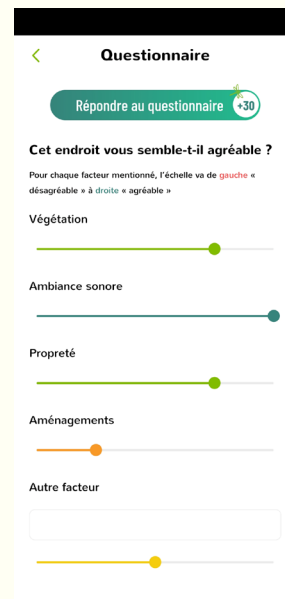 Questionnaire
Répondre au questionnaire +30
Cet endroit vous semble-t-il agréable ?
Pour chaque facteur mentionné, l'échelle va de gauche «
désagréable » à droite « agréable »
Végétation
Ambiance sonore
Propreté
Aménagements
Autre facteur